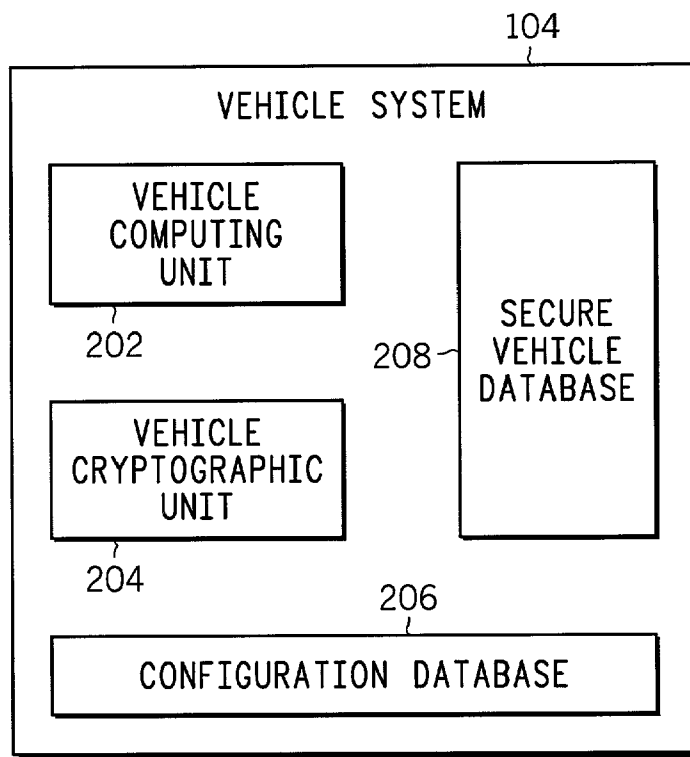 104
VEHICLE SYSTEM
VEHICLE
COMPUTING
UNIT
202
SECURE
VEHICLE
DATABASE
208
VEHICLE
CRYPTOGRAPHIC
UNIT
204
206
CONFIGURATION DATABASE